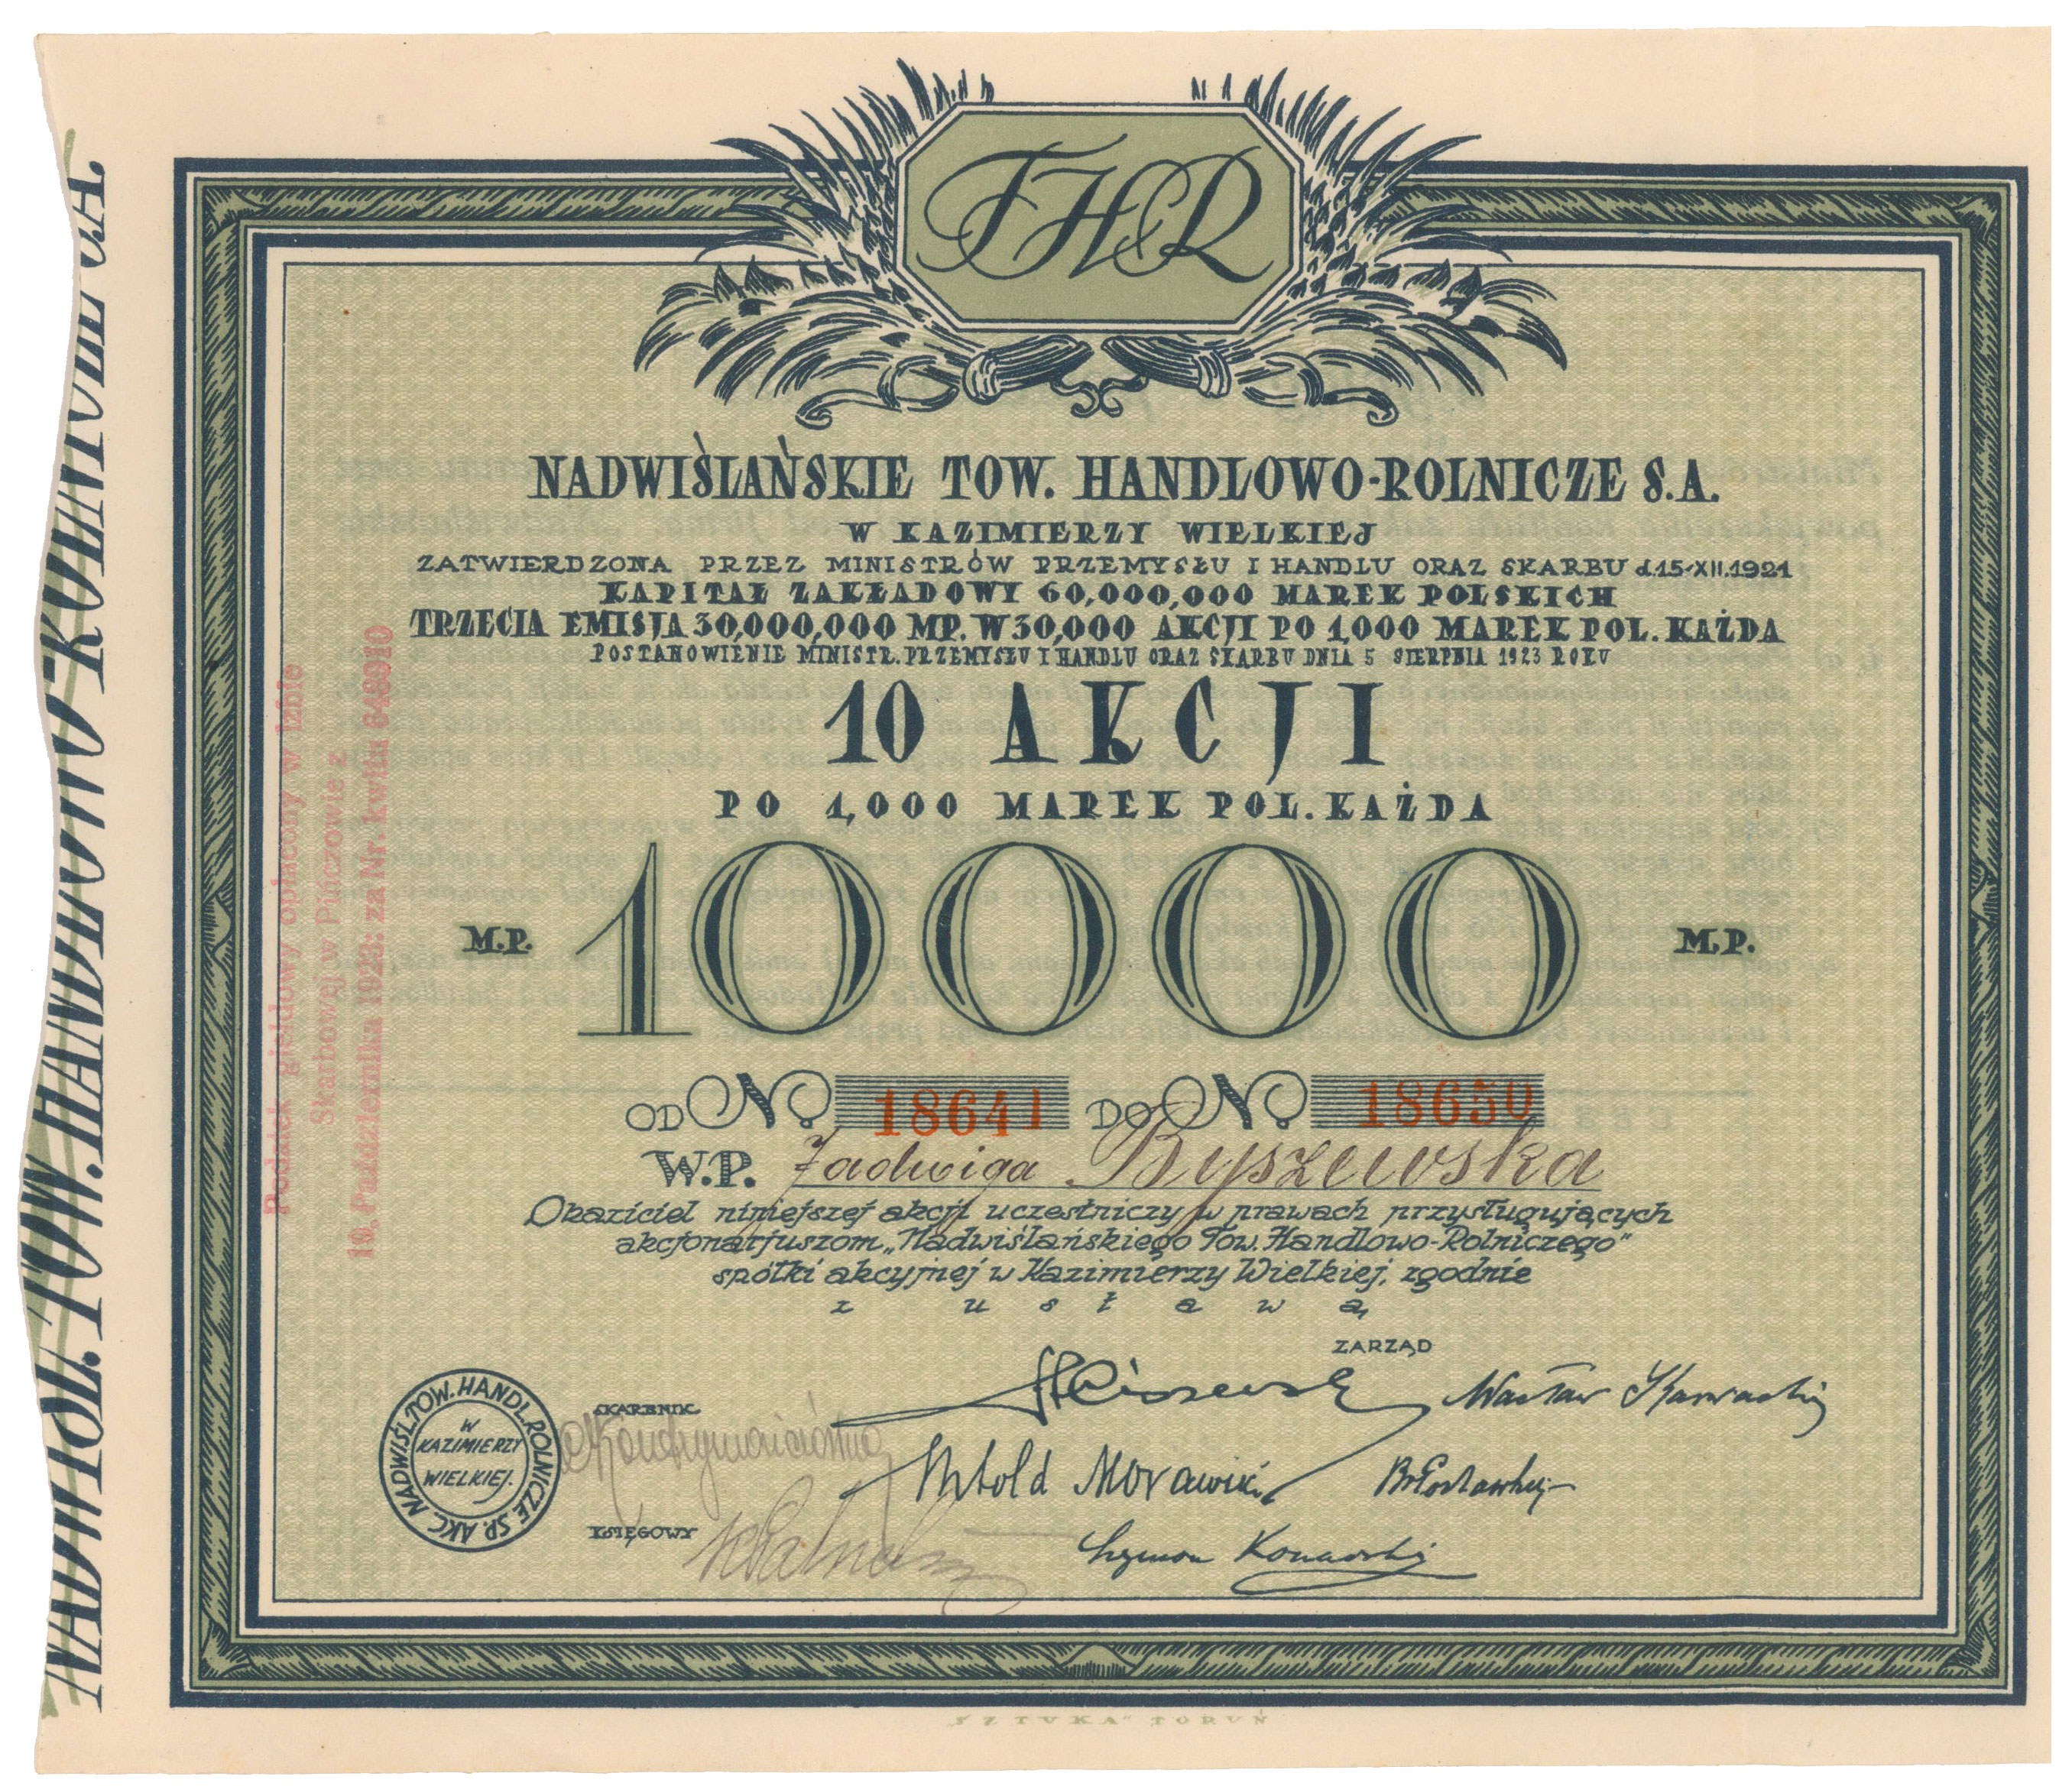 THR
NADWIŚLAŃSKIE TOW. HANDLOWO-ROLNICZE S.A.
W KAZIMIERZY WIELKIEJ
ZATWIERDZONA PRZEZ MINISTRÓW PRZEMYSŁU I HANDLU ORAZ SKARBU d.15-XII.1921
KAPITAŁ ZAKŁADOWY 60,000,000 MAREK POLSKICH
TRZECIA EMISJA 30,000,000 MP. W 30,000 AKCJI PO 1,000 MAREK POL. KAŻDA
POSTANOWIENIE MINISTR. PRZEMYSŁU I HANDLU ORAZ SKARBU DNIA 5 SIERPNIA 1923 ROKU
10 AKCJI
PO 1,000 MAREK POL. KAŻDA
M.P. 10000 M.P.
OD No 18641 DO No 18650
W.P. Jadwiga Byszewska
Okaziciel niniejszej akcji uczestniczy w prawach przysługujących
akcjonarjuszom „Nadwiślańskiego Tow. Handlowo-Rolniczego"
spółki akcyjnej w Kazimierzy Wielkiej, zgodnie
z ustawą
ZARZĄD
SKARBNIK
Witold Morawski
KSIĘGOWY
Szymon Konarski
NADWIŚL. TOW. HANDL. ROLNICZE SP. AKC.
W
KAZIMIERZY
WIELKIEJ.
„SZTUKA" TORUŃ
Podatek giełdowy opłacony w Izbie
Skarbowej w Pińczowie z
19, Października 1923: za Nr. kwitu 648910
NADWIŚL. TOW. HANDLOWO-ROLNICZE S.A.